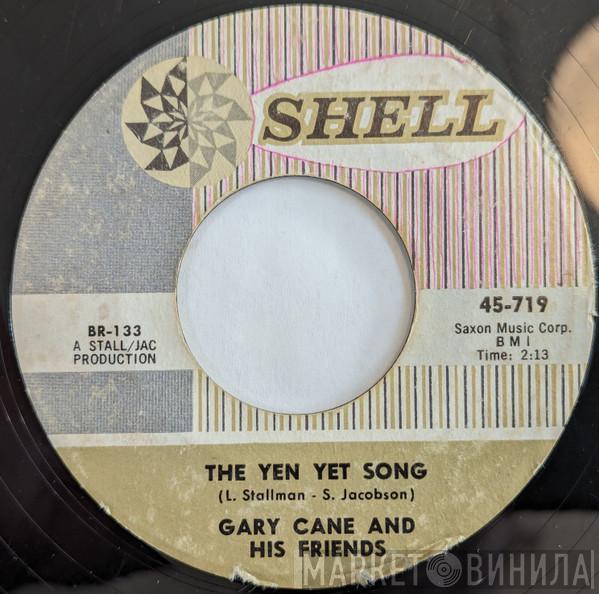 SHELL
BR-133
A STALL/JAC
PRODUCTION
45-719
Saxon Music Corp.
BMI
Time: 2:13
THE YEN YET SONG
(L. Stallman - S. Jacobson)
GARY CANE AND
HIS FRIENDS
МАРКЕТ ВИНИЛА